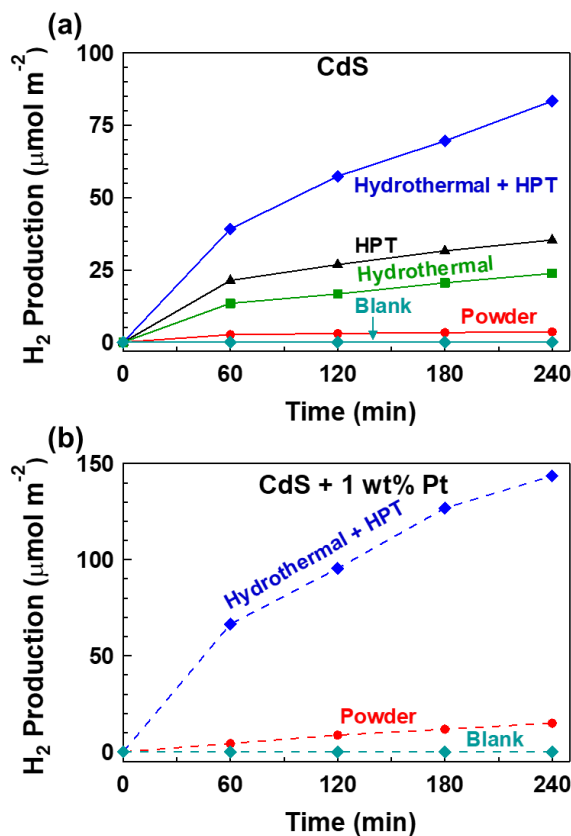 (a)
CdS
H₂ Production (μmol m⁻²)
100
75
50
25
0
Hydrothermal + HPT
HPT
Hydrothermal
Blank
Powder
0 60 120 180 240
Time (min)
(b)
CdS + 1 wt% Pt
H₂ Production (μmol m⁻²)
150
100
50
0
Hydrothermal + HPT
Powder
Blank
0 60 120 180 240
Time (min)